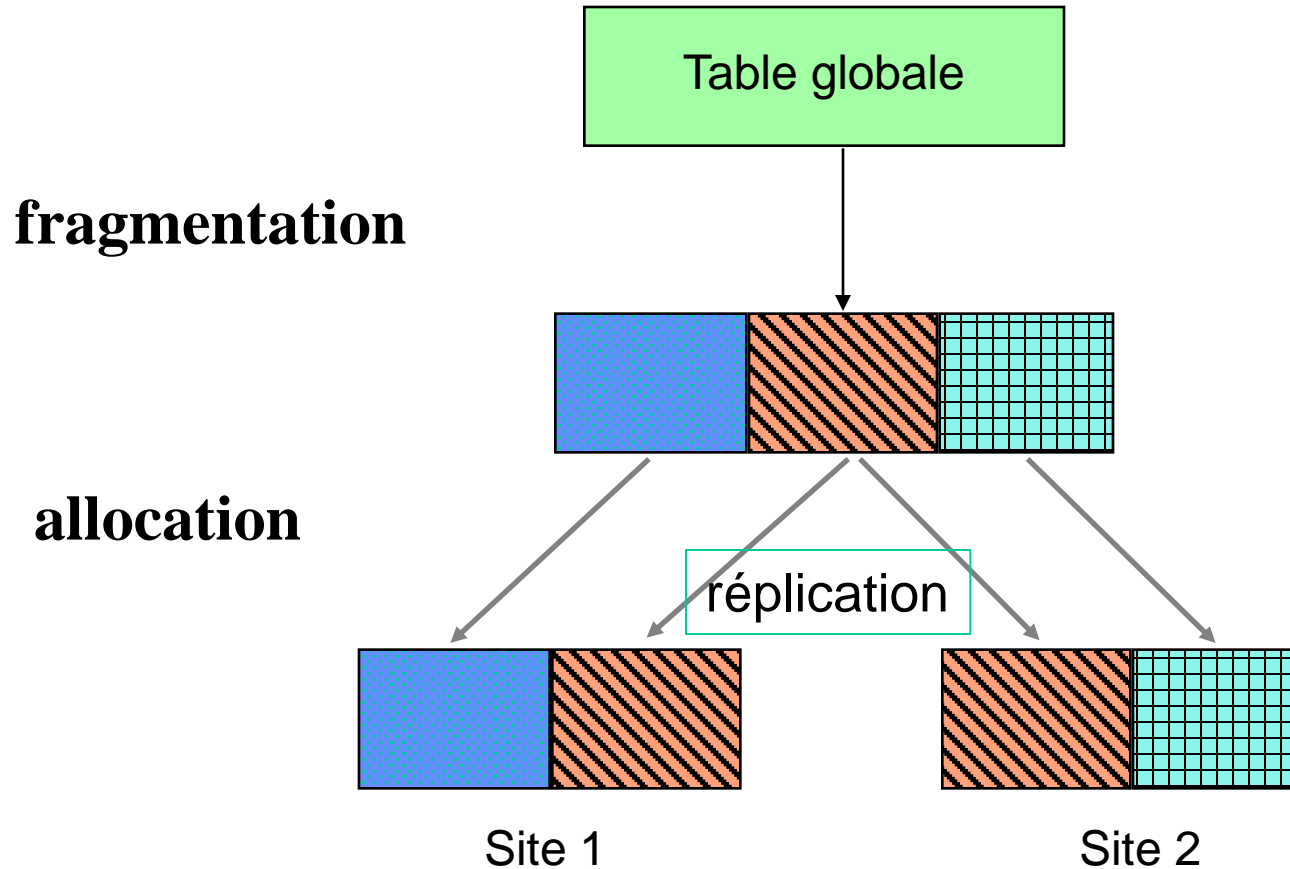 Table globale
fragmentation
allocation
réplication
Site 1
Site 2